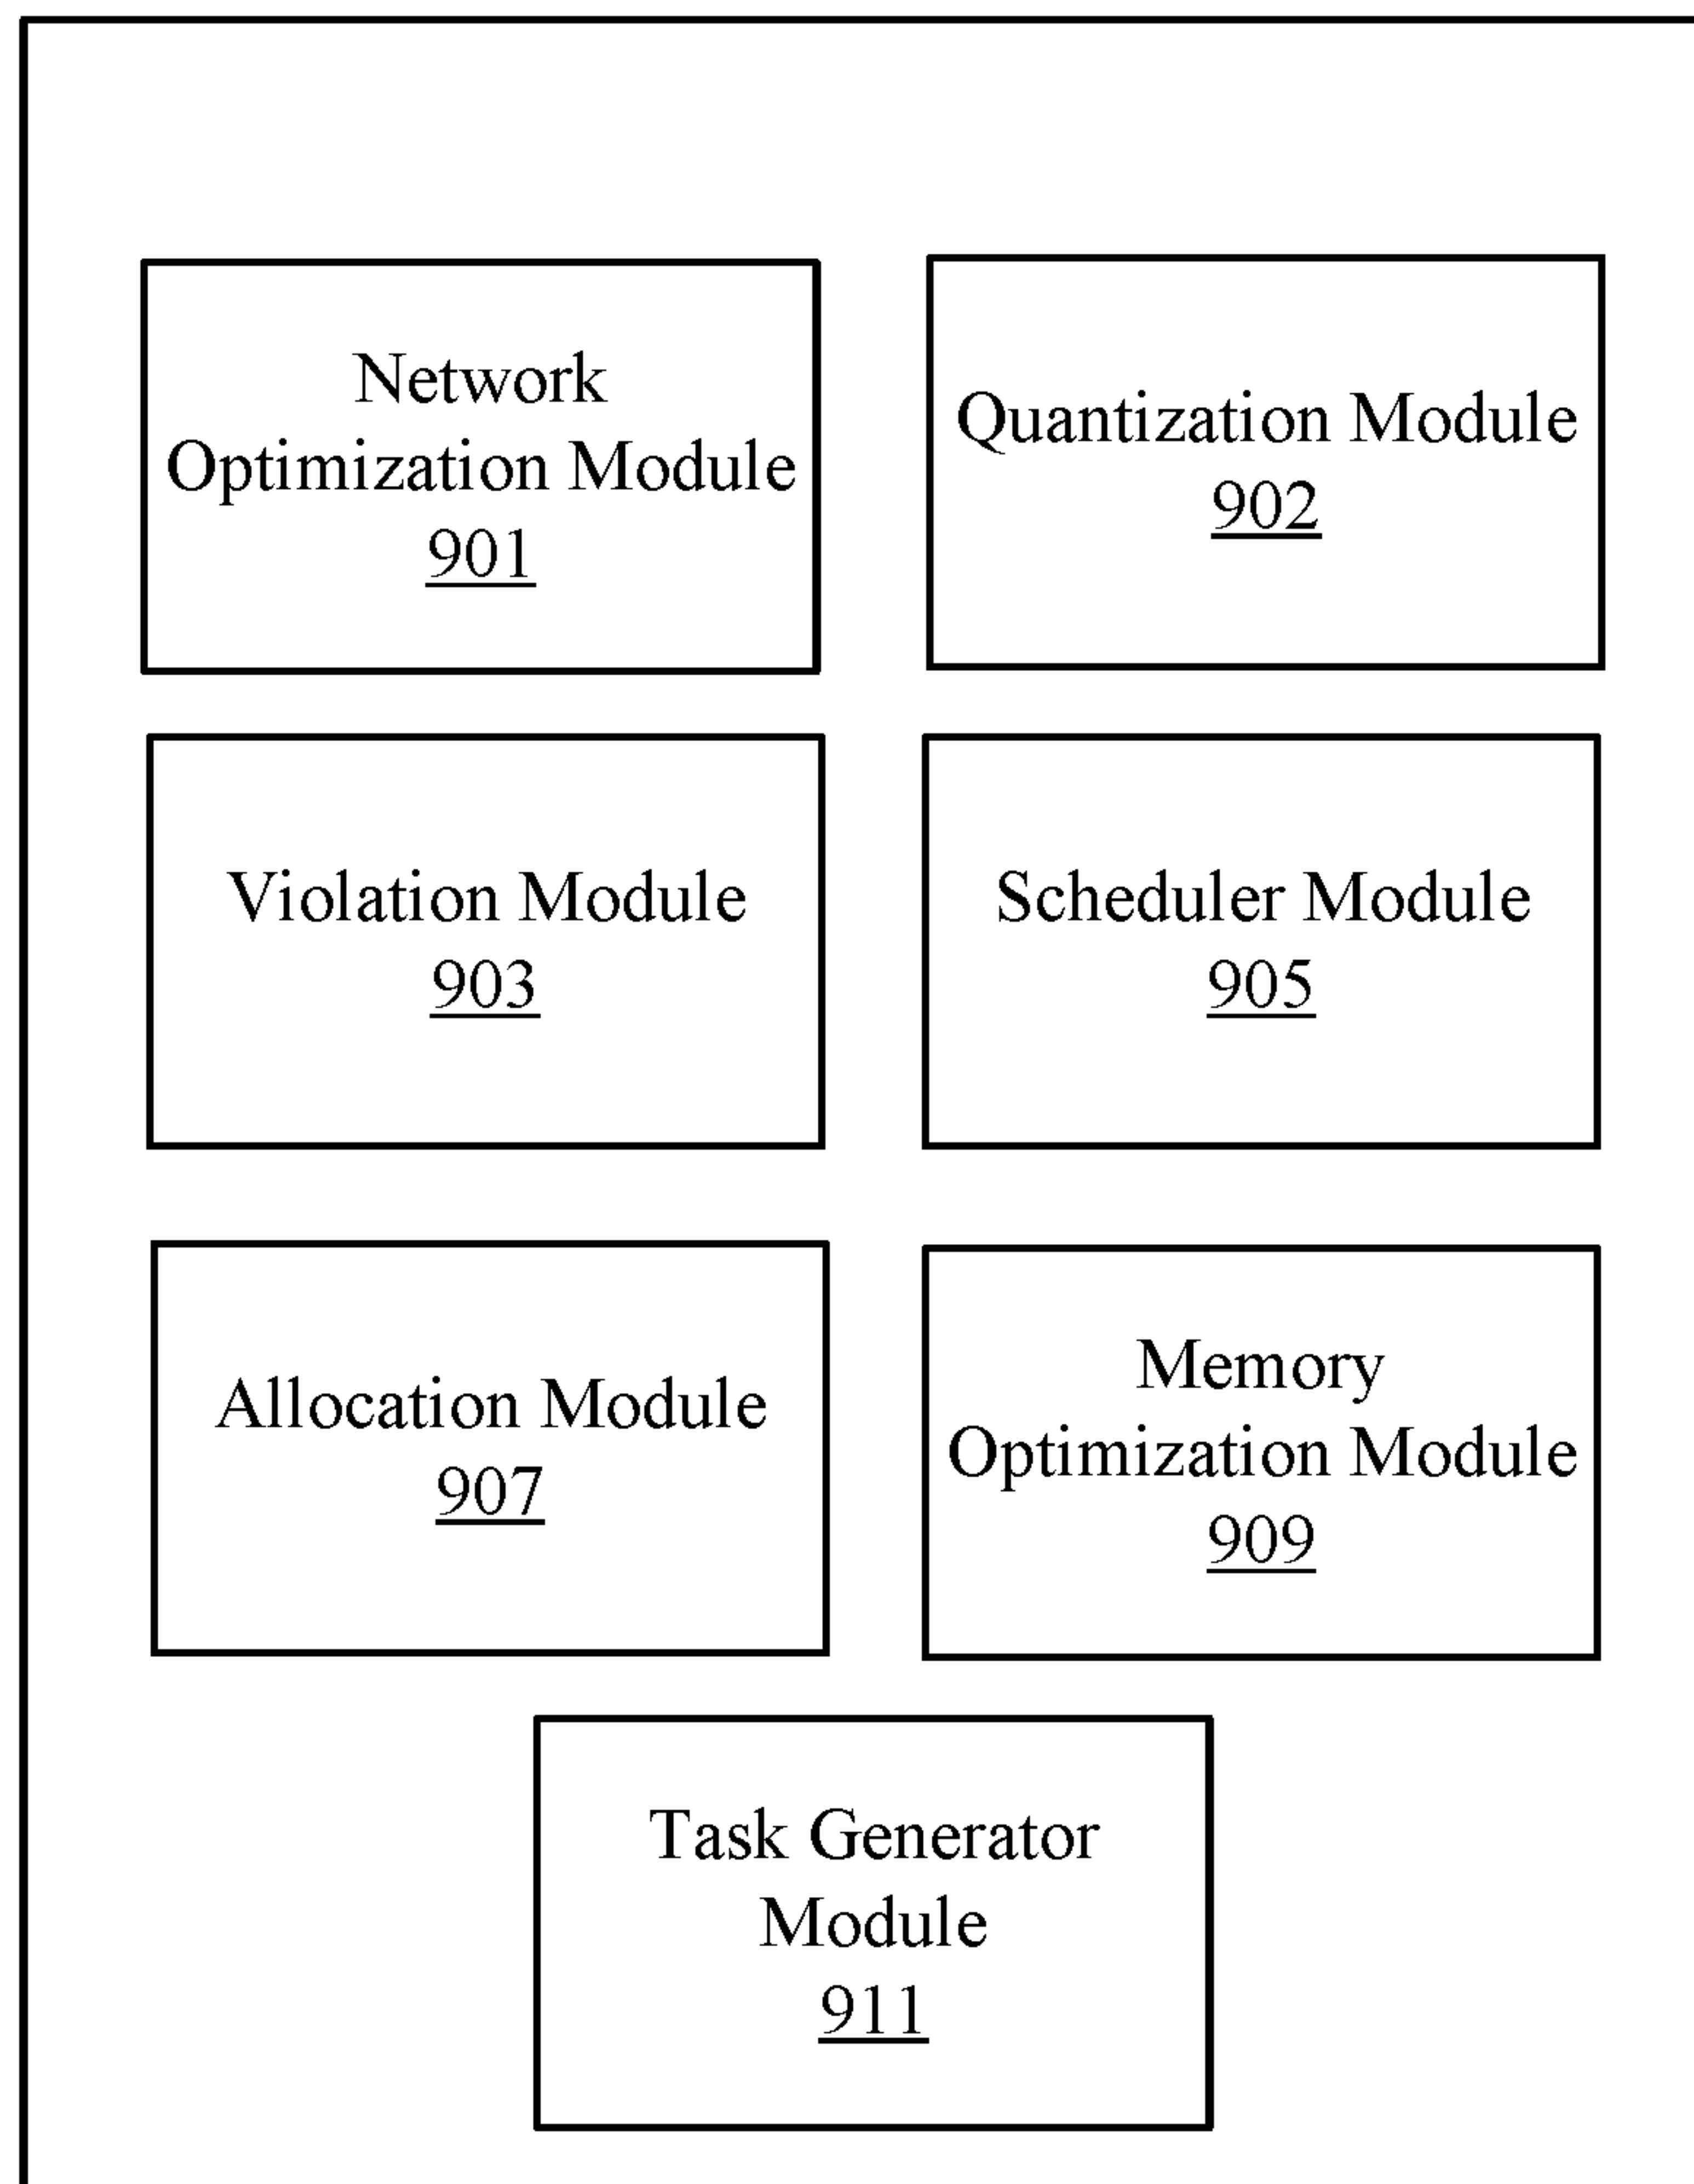 Network
Optimization Module
901
Quantization Module
902
Violation Module
903
Scheduler Module
905
Allocation Module
907
Memory
Optimization Module
909
Task Generator
Module
911